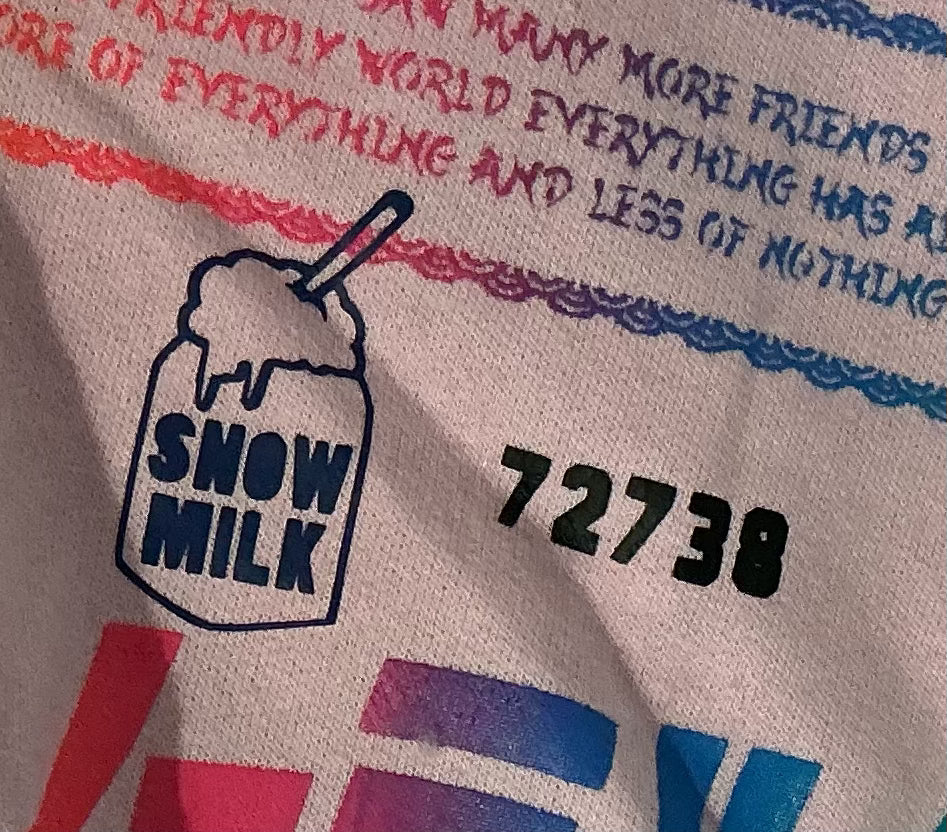 MANY MORE FRIENDS
FRIENDLY WORLD EVERYTHING HAS
OF EVERYTHING AND LESS OF NOTHING
SNOW
MILK
72738